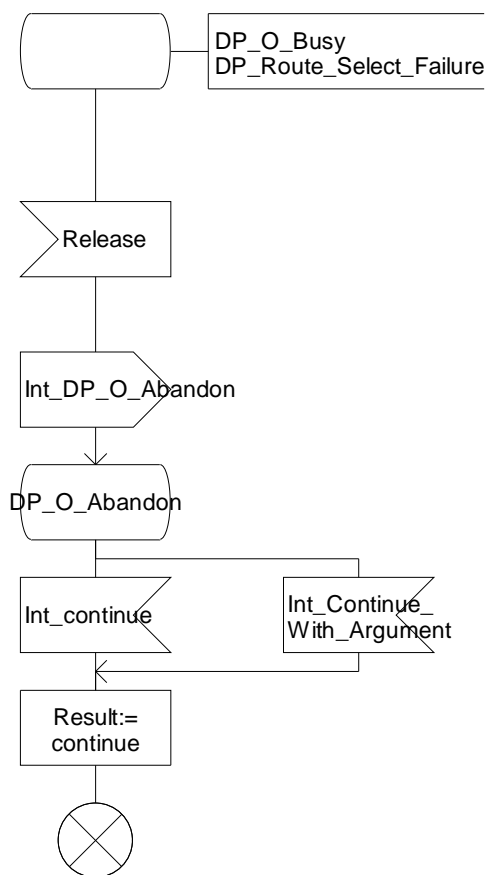 DP_O_Busy
DP_Route_Select_Failure
Release
Int_DP_O_Abandon
DP_O_Abandon
Int_continue
Int_Continue_
With_Argument
Result:=
continue